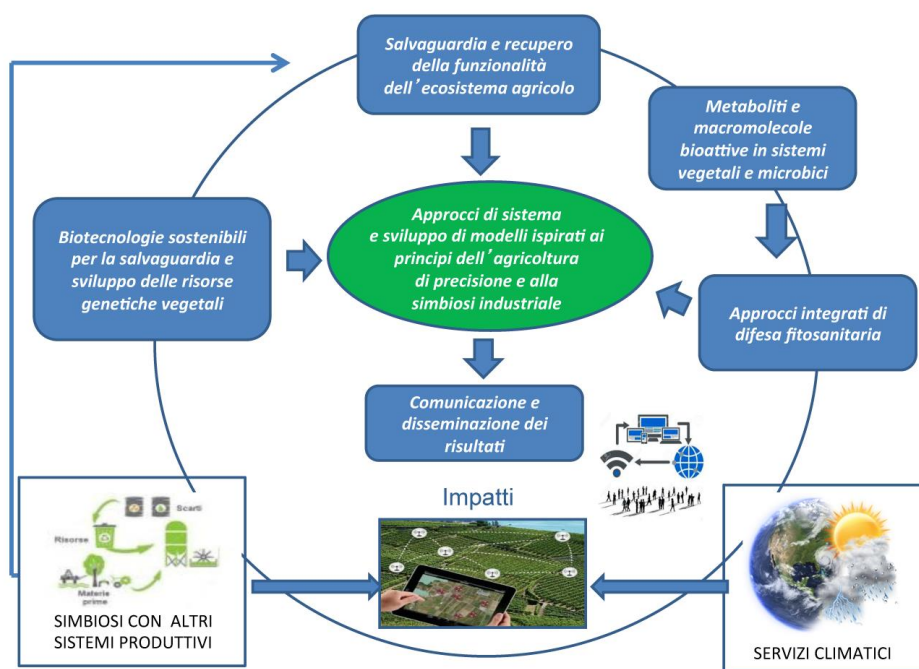 Salvaguardia e recupero
della funzionalità
dell'ecosistema agricolo
Metaboliti e
macromolecole
bioattive in sistemi
vegetali e microbici
Biotecnologie sostenibili
per la salvaguardia e
sviluppo delle risorse
genetiche vegetali
Approcci di sistema
e sviluppo di modelli ispirati ai
principi dell'agricoltura
di precisione e alla
simbiosi industriale
Approcci integrati di
difesa fitosanitaria
Comunicazione e
disseminazione dei
risultati
Impatti
Scarti
Risorse
Materie
prime
SIMBIOSI CON ALTRI
SISTEMI PRODUTTIVI
SERVIZI CLIMATICI